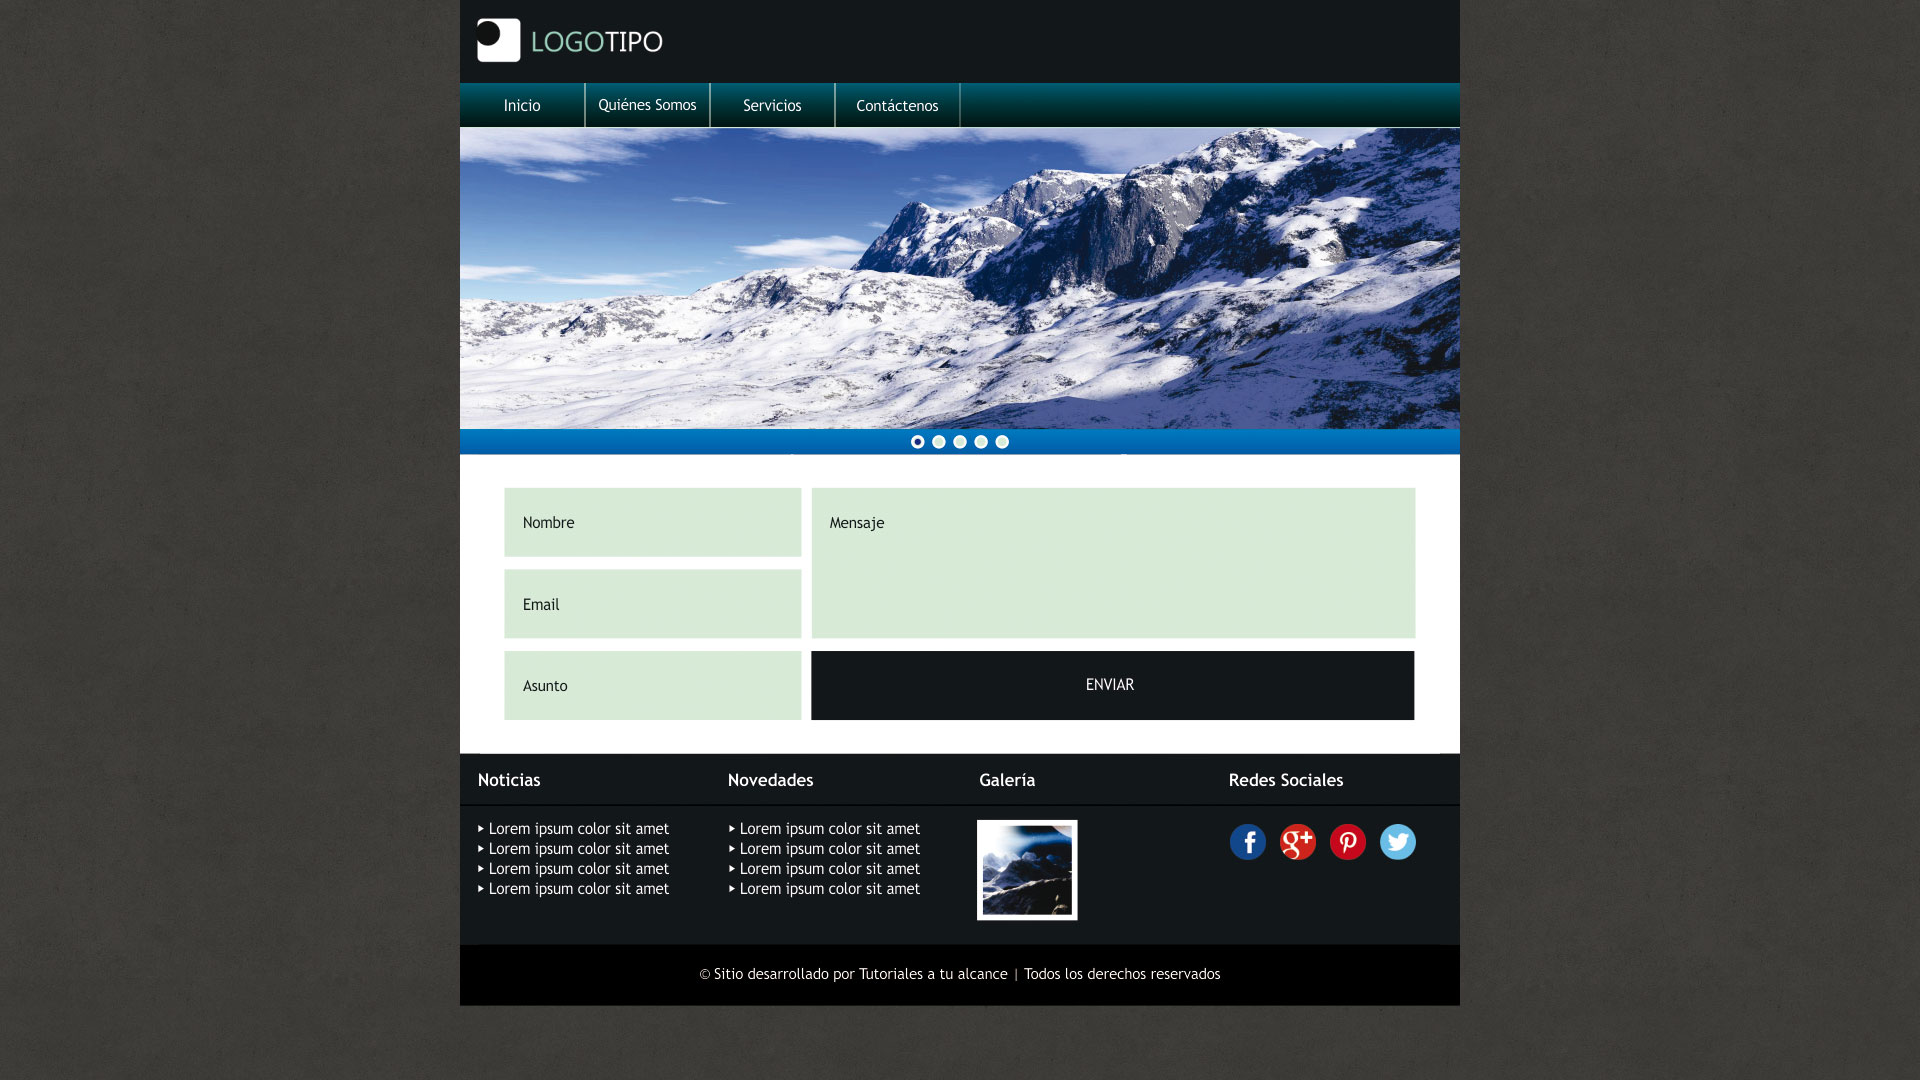 LOGOTIPO
Inicio
Quiénes Somos
Servicios
Contáctenos
Nombre
Mensaje
Email
Asunto
ENVIAR
Noticias
Lorem ipsum color sit amet
Lorem ipsum color sit amet
Lorem ipsum color sit amet
Lorem ipsum color sit amet
Novedades
Lorem ipsum color sit amet
Lorem ipsum color sit amet
Lorem ipsum color sit amet
Lorem ipsum color sit amet
Galería
Redes Sociales
© Sitio desarrollado por Tutoriales a tu alcance | Todos los derechos reservados